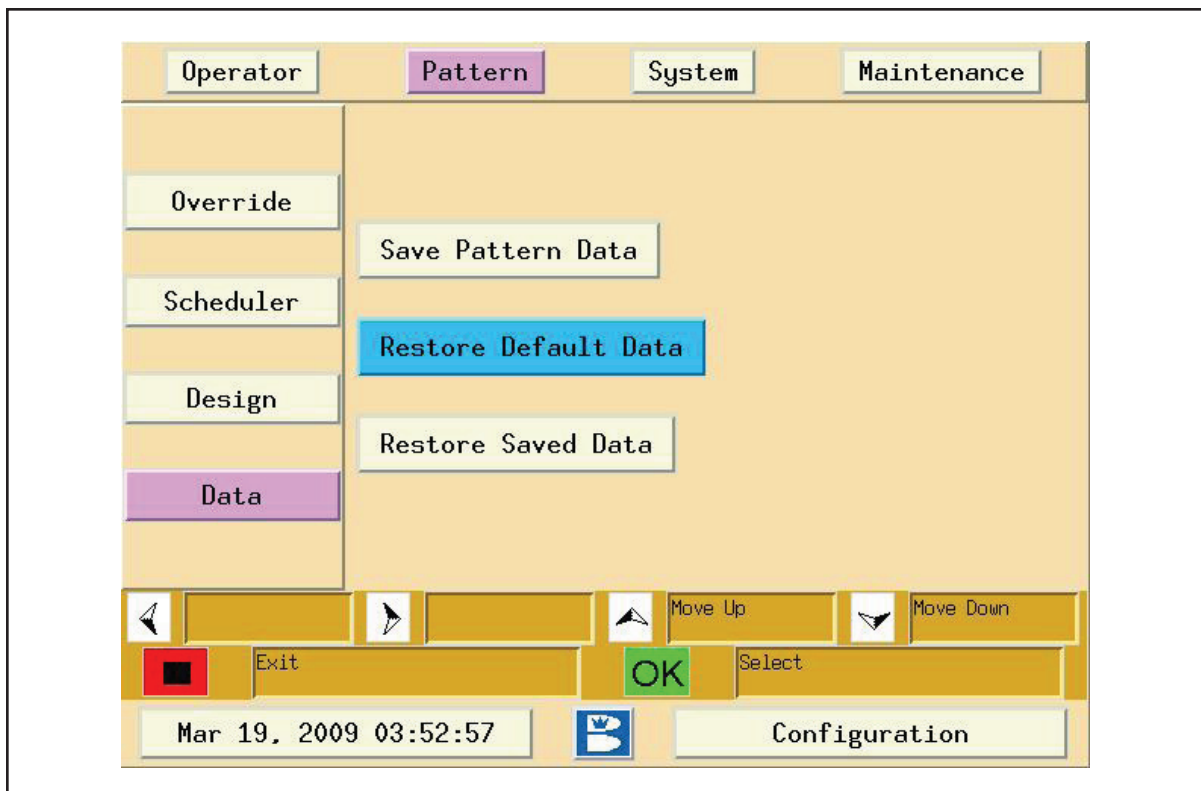 Operator Pattern System Maintenance
Override
Save Pattern Data
Scheduler
Restore Default Data
Design
Restore Saved Data
Data
Move Up Move Down
Exit OK Select
Mar 19, 2009 03:52:57 Configuration